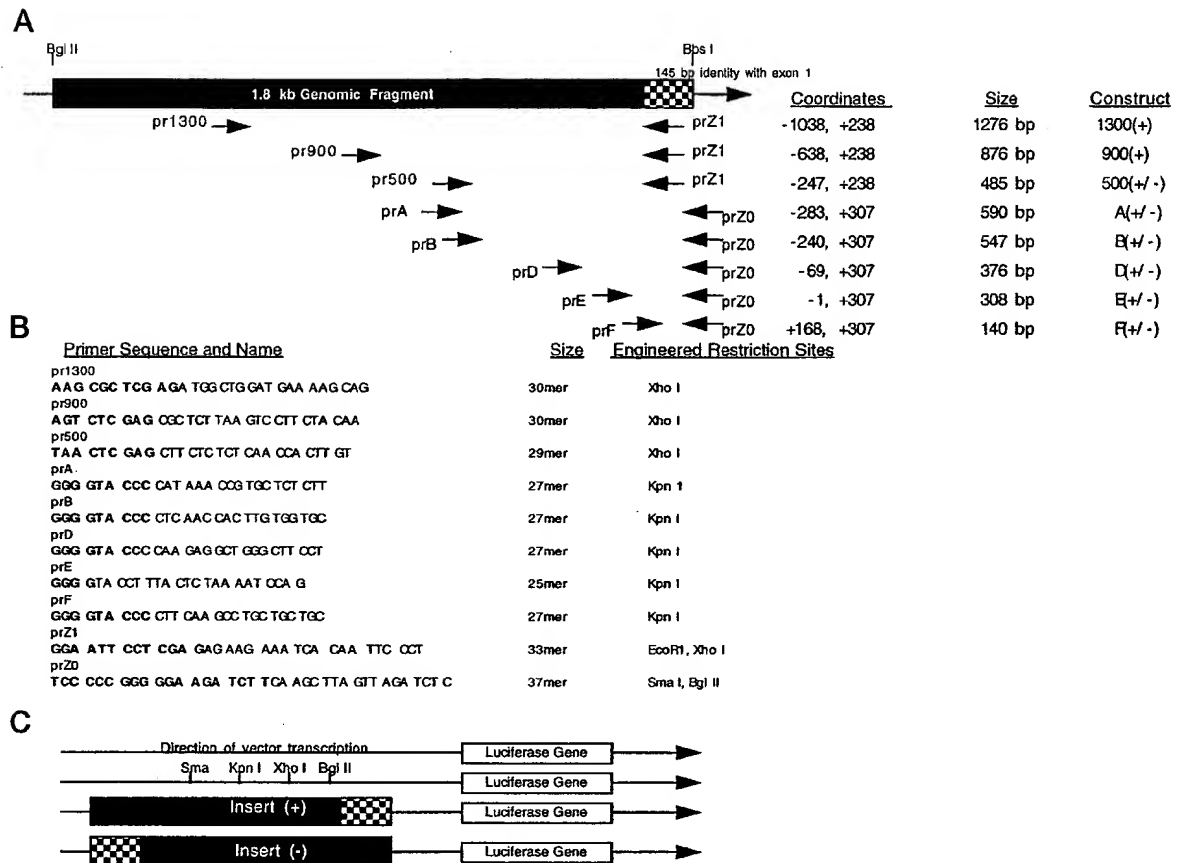 A
Bgl II
Bbs I
145 bp identity with exon 1
1.8 kb Genomic Fragment
Coordinates Size Construct
pr1300 prZ1 -1038, +238 1276 bp 1300(+)
pr900 prZ1 -638, +238 876 bp 900(+)
pr500 prZ1 -247, +238 485 bp 500(+/-)
prA prZ0 -283, +307 590 bp A(+/-)
prB prZ0 -240, +307 547 bp B(+/-)
prD prZ0 -69, +307 376 bp D(+/-)
prE prZ0 -1, +307 308 bp E(+/-)
prF prZ0 +168, +307 140 bp F(+/-)
B
Primer Sequence and Name Size Engineered Restriction Sites
pr1300
AAG CGC TCG AGA TGG CTG GAT GAA AAG CAG 30mer Xho I
pr900
AGT CTC GAG CGC TCT TAA GTC CTT CTA CAA 30mer Xho I
pr500
TAA CTC GAG CTT CTC TCT CAA CCA CTT GT 29mer Xho I
prA
GGG GTA CCC CAT AAA CCG TGC TCT CTT 27mer Kpn 1
prB
GGG GTA CCC CTC AAC CAC TTG TGG TGC 27mer Kpn I
prD
GGG GTA CCC CAA GAG GCT GGG CTT CCT 27mer Kpn I
prE
GGG GTA CCT TTA CTC TAA AAT CCA G 25mer Kpn 1
prF
GGG GTA CCC CTT CAA GCC TGC TGC TGC 27mer Kpn I
prZ1
GGA ATT CCT CGA GAG AAG AAA TCA CAA TTC CCT 33mer EcoR1, Xho I
prZ0
TCC CCC GGG GGA AGA TCT TCA AGC TTA GTT AGA TCT C 37mer Sma I, Bgl II
C
Direction of vector transcription Luciferase Gene
Sma Kpn I Xho I Bgl II Luciferase Gene
Insert (+) Luciferase Gene
Insert (-) Luciferase Gene